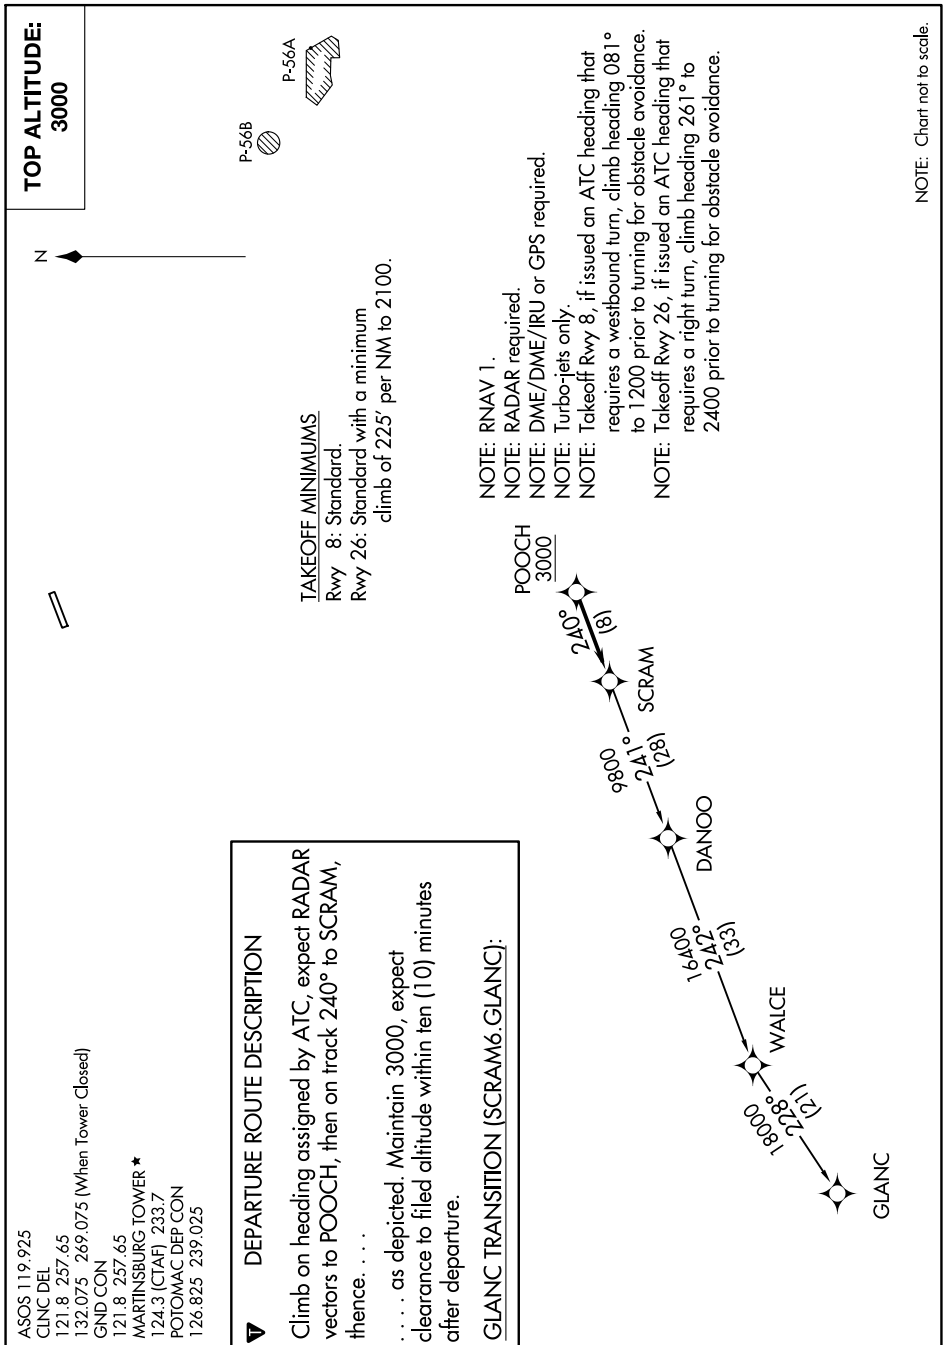 ASOS 119.925
CLNC DEL
121.8 257.65
132.075 269.075 (When Tower Closed)
GND CON
121.8 257.65
MARTINSBURG TOWER ★
124.3 (CTAF) 233.7
POTOMAC DEP CON
126.825 239.025
TOP ALTITUDE:
3000
N
P-56B
P-56A
TAKEOFF MINIMUMS
Rwy 8: Standard.
Rwy 26: Standard with a minimum
climb of 225' per NM to 2100.
T DEPARTURE ROUTE DESCRIPTION
Climb on heading assigned by ATC, expect RADAR
vectors to POOCH, then on track 240° to SCRAM,
thence. . . .
. . . . as depicted. Maintain 3000, expect
clearance to filed altitude within ten (10) minutes
after departure.
GLANC TRANSITION (SCRAM6.GLANC):
NOTE: RNAV 1.
NOTE: RADAR required.
NOTE: DME/DME/IRU or GPS required.
NOTE: Turbo-jets only.
NOTE: Takeoff Rwy 8, if issued an ATC heading that
requires a westbound turn, climb heading 081°
to 1200 prior to turning for obstacle avoidance.
NOTE: Takeoff Rwy 26, if issued an ATC heading that
requires a right turn, climb heading 261° to
2400 prior to turning for obstacle avoidance.
POOCH
3000
240°
(8)
SCRAM
9800
241°
(28)
DANOO
16400
242°
(33)
WALCE
18000
228°
(21)
GLANC
NOTE: Chart not to scale.